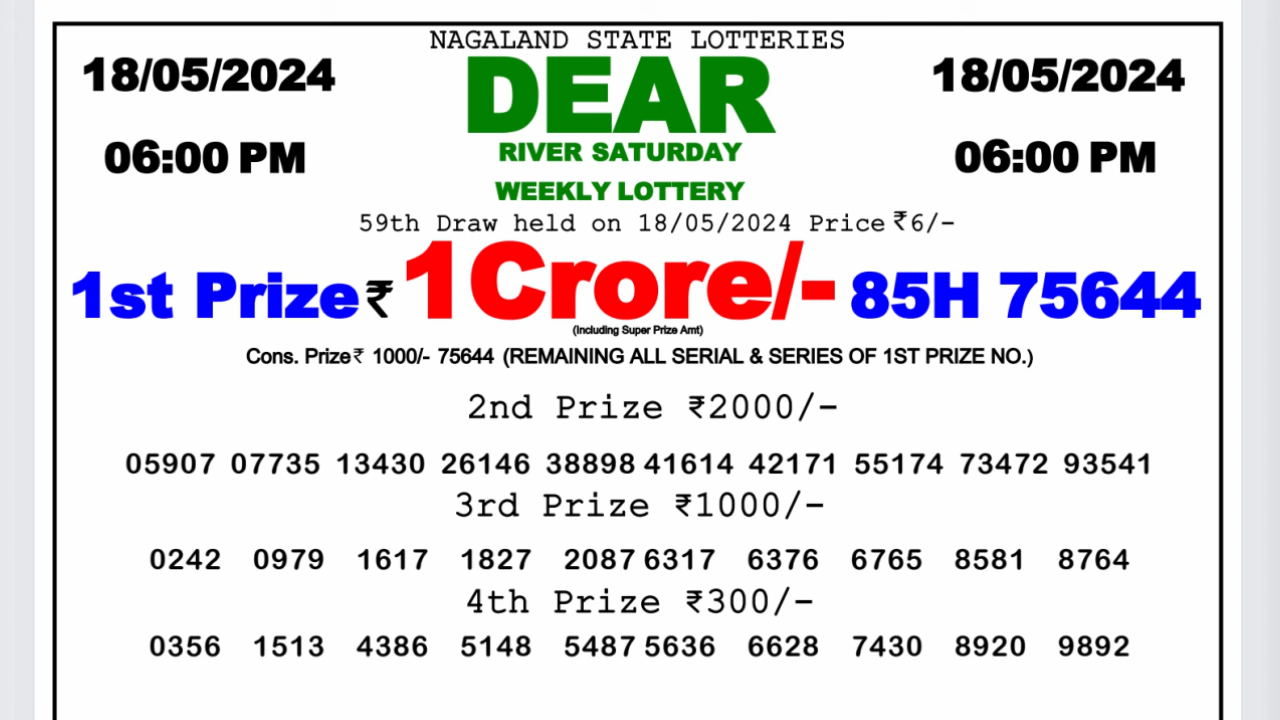 NAGALAND STATE LOTTERIES
18/05/2024 DEAR 18/05/2024
06:00 PM RIVER SATURDAY 06:00 PM
WEEKLY LOTTERY
59th Draw held on 18/05/2024 Price ₹6/-
1st Prize ₹ 1Crore/- 85H 75644
(Including Super Prize Amt)
Cons. Prize ₹ 1000/- 75644 (REMAINING ALL SERIAL & SERIES OF 1ST PRIZE NO.)
2nd Prize ₹2000/-
05907 07735 13430 26146 38898 41614 42171 55174 73472 93541
3rd Prize ₹1000/-
0242 0979 1617 1827 2087 6317 6376 6765 8581 8764
4th Prize ₹300/-
0356 1513 4386 5148 5487 5636 6628 7430 8920 9892